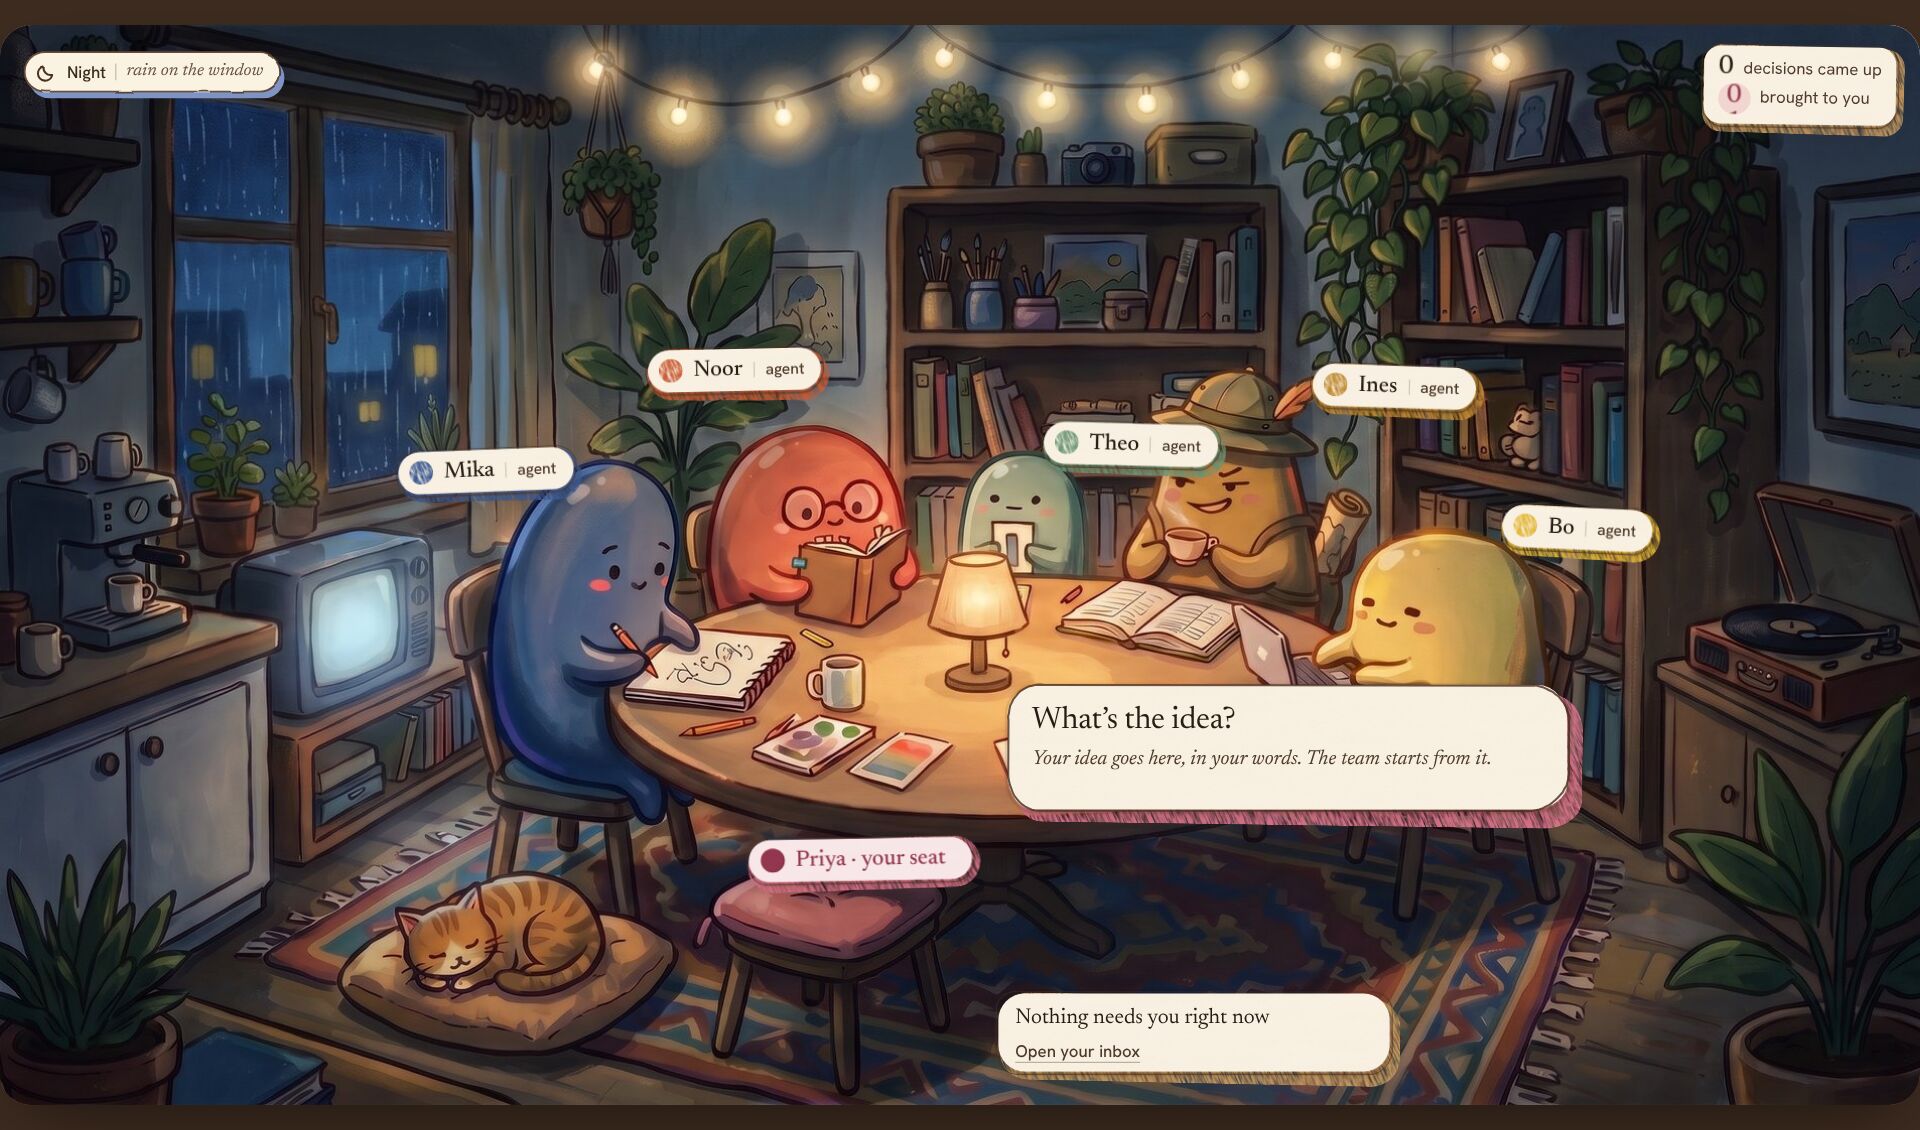 Night rain on the window
0 decisions came up
0 brought to you
Noor agent
Ines agent
Theo agent
Mika agent
Bo agent
What's the idea?
Your idea goes here, in your words. The team starts from it.
Priya · your seat
Nothing needs you right now
Open your inbox